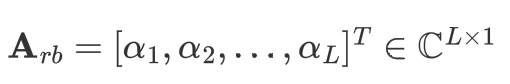 𝐀_{rb} = [α_1, α_2, …, α_L]^T ∈ ℂ^{L×1}